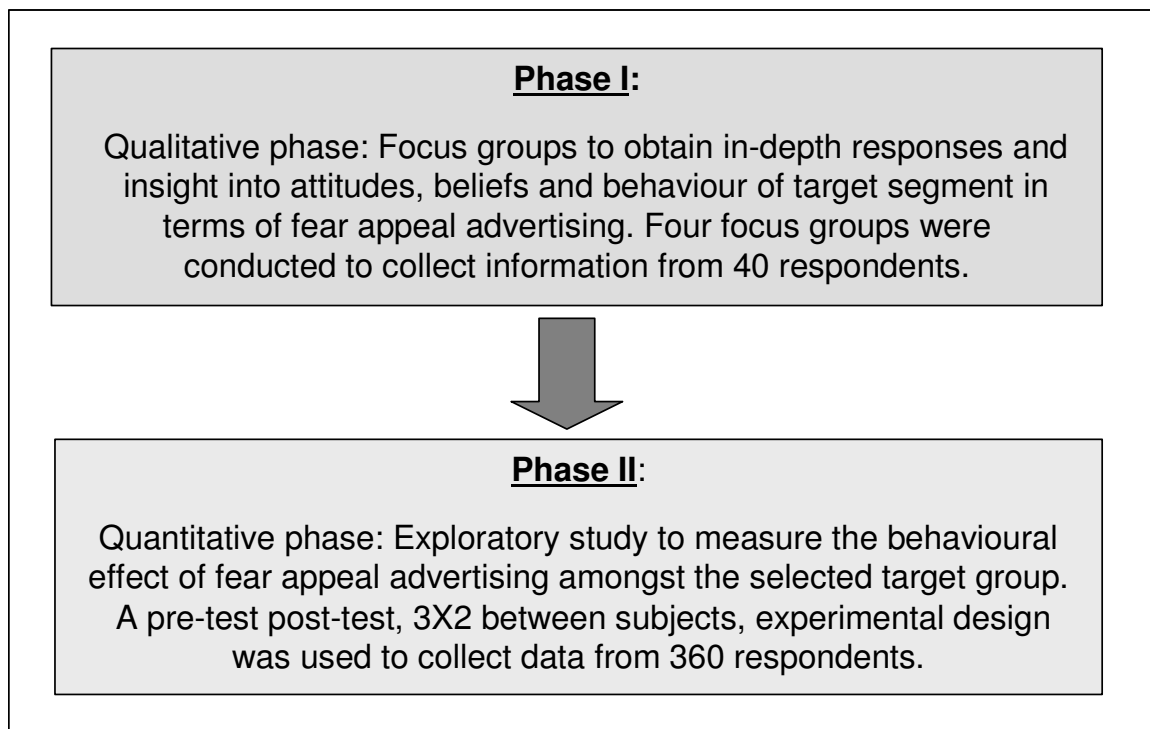 Phase I:
Qualitative phase: Focus groups to obtain in-depth responses and
insight into attitudes, beliefs and behaviour of target segment in
terms of fear appeal advertising. Four focus groups were
conducted to collect information from 40 respondents.
Phase II:
Quantitative phase: Exploratory study to measure the behavioural
effect of fear appeal advertising amongst the selected target group.
A pre-test post-test, 3X2 between subjects, experimental design
was used to collect data from 360 respondents.